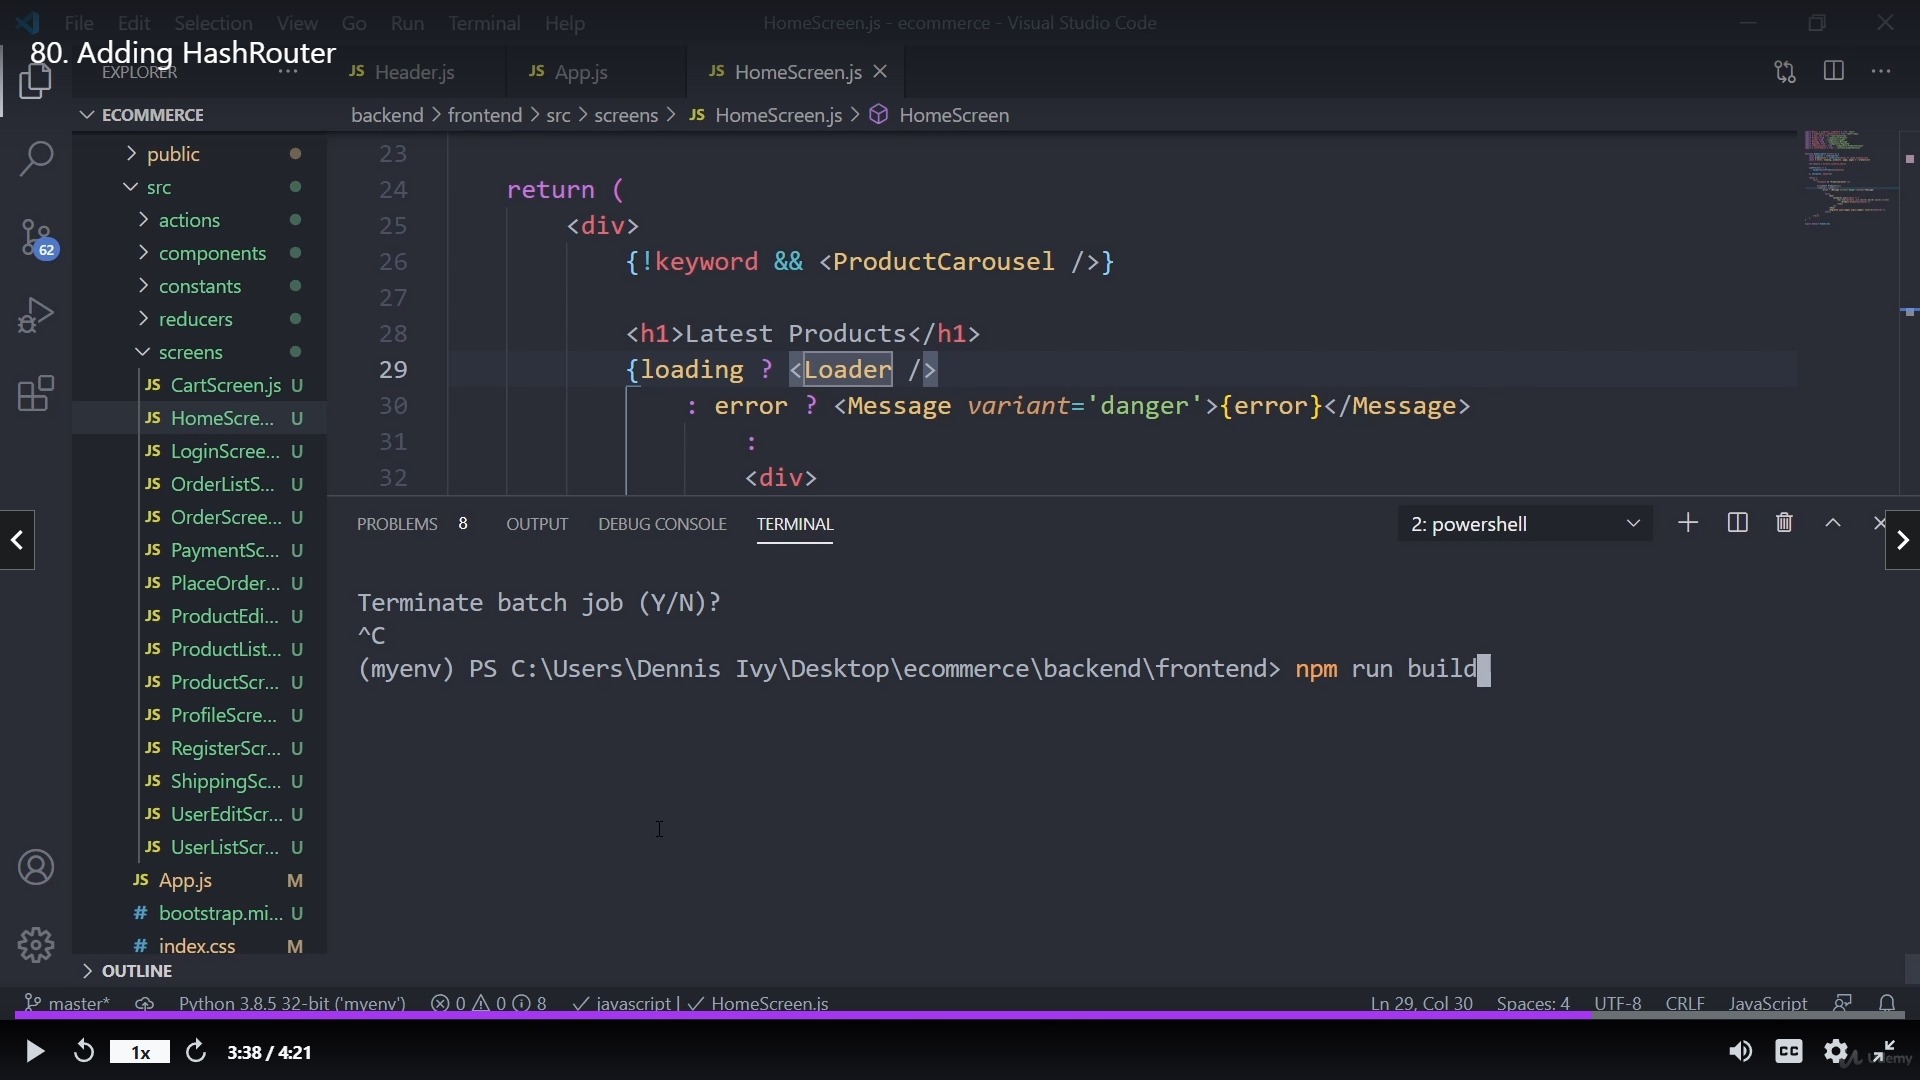 File Edit Selection View Go Run Terminal Help
HomeScreen.js - ecommerce - Visual Studio Code
80. Adding HashRouter
EXPLORER
JS Header.js
JS App.js
JS HomeScreen.js
ECOMMERCE
backend > frontend > src > screens > JS HomeScreen.js > HomeScreen
public
src
actions
components
constants
reducers
screens
JS CartScreen.js U
JS HomeScre... U
JS LoginScree... U
JS OrderListS... U
JS OrderScree... U
JS PaymentSc... U
JS PlaceOrder... U
JS ProductEdi... U
JS ProductList... U
JS ProductScr... U
JS ProfileScre... U
JS RegisterScr... U
JS ShippingSc... U
JS UserEditScr... U
JS UserListScr... U
JS App.js M
# bootstrap.mi... U
# index.css M
OUTLINE
62
23
24 return (
25 <div>
26 {!keyword && <ProductCarousel />}
27
28 <h1>Latest Products</h1>
29 {loading ? <Loader />
30 : error ? <Message variant='danger'>{error}</Message>
31 :
32 <div>
PROBLEMS 8 OUTPUT DEBUG CONSOLE TERMINAL
2: powershell
Terminate batch job (Y/N)?
^C
(myenv) PS C:\Users\Dennis Ivy\Desktop\ecommerce\backend\frontend> npm run build
master* Python 3.8.5 32-bit ('myenv') 0 0 8 javascript | HomeScreen.js
Ln 29, Col 30 Spaces: 4 UTF-8 CRLF JavaScript
1x 3:38 / 4:21
CC
Udemy